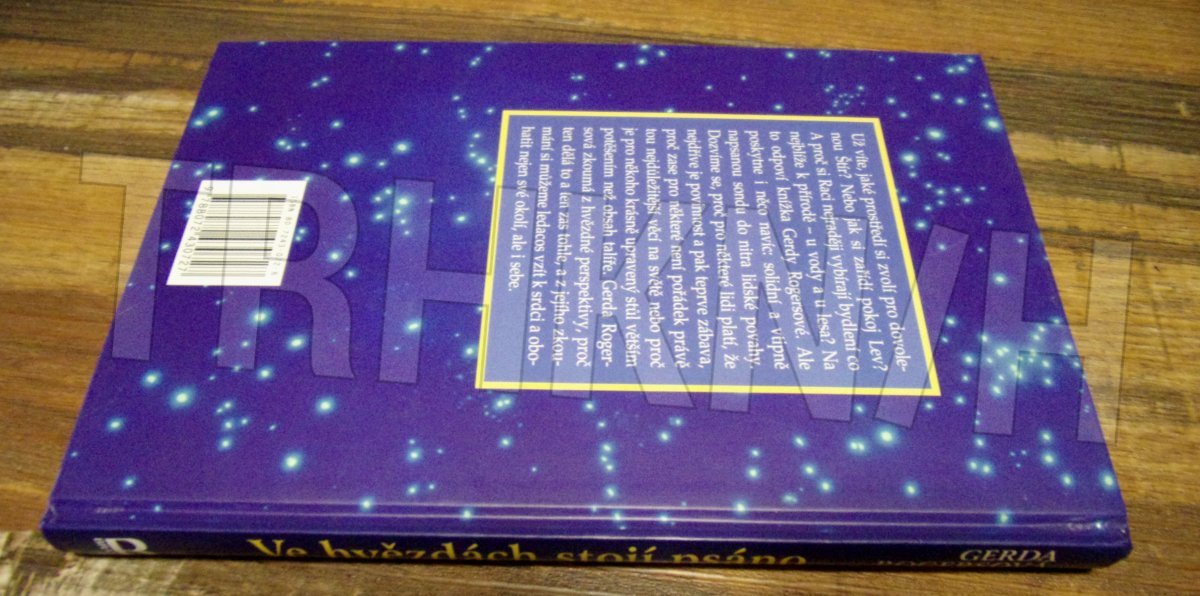 Už víte, jaké prostředí si zvolí pro dovole-
nou Štír? Nebo jak si zařídí pokoj Lev?
A proč si Raci nejraději vybírají bydlení co
nejblíže k přírodě – u vody a u lesa? Na
to odpoví knížka Gerdy Rogersové. Ale
poskytne i něco navíc: solidní a vtipně
napsanou sondu do nitra lidské povahy.
Dozvíme se, proč pro některé lidi platí, že
nejdříve je povinnost a pak teprve zábava,
proč zase pro některé není pořádek právě
tou nejdůležitější věcí na světě nebo proč
je pro někoho krásně upravený stůl větším
potěšením než obsah talíře. Gerda Roger-
sová zkoumá z hvězdné perspektivy, proč
ten dělá to a ten zas tohle, a z jejího zkou-
mání si můžeme ledacos vzít k srdci a obo-
hatit nejen své okolí, ale i sebe.
Ve hvězdách stojí psáno
GERDA
ROGERSOVÁ
TRHKNIH